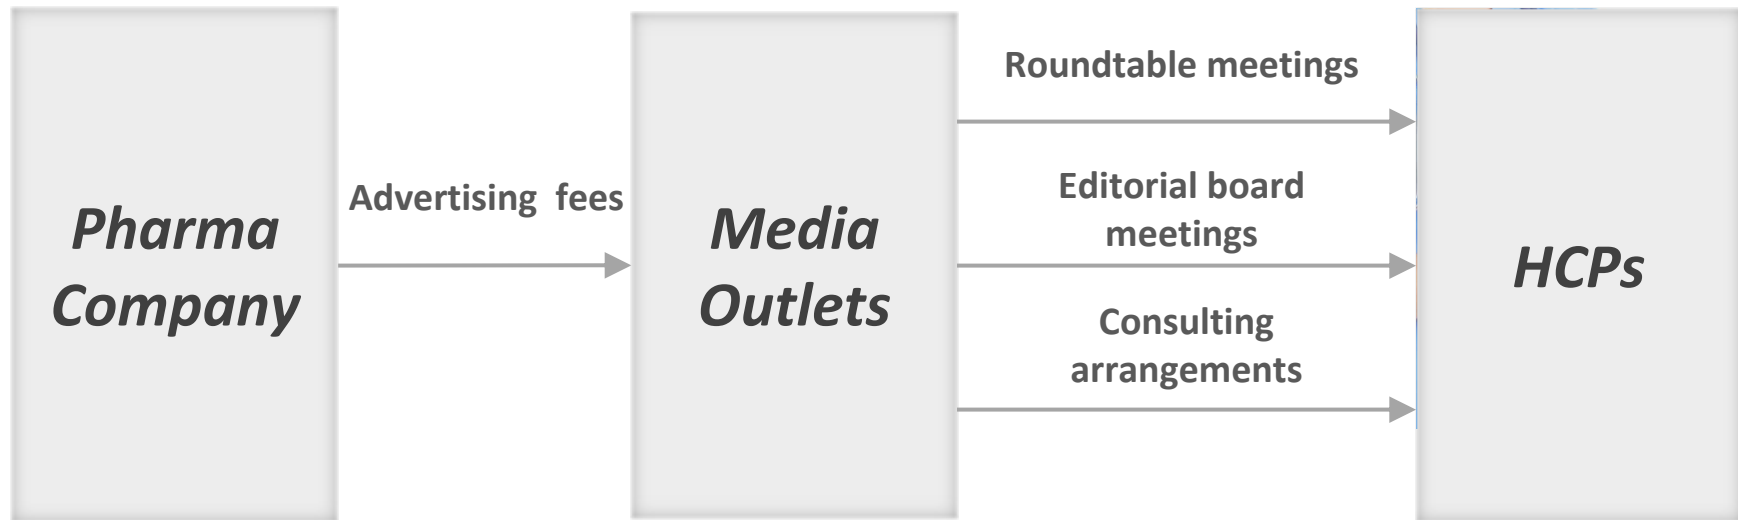 Pharma
Company
Advertising  fees
Media
Outlets
Roundtable meetings
Editorial board
meetings
Consulting
arrangements
HCPs